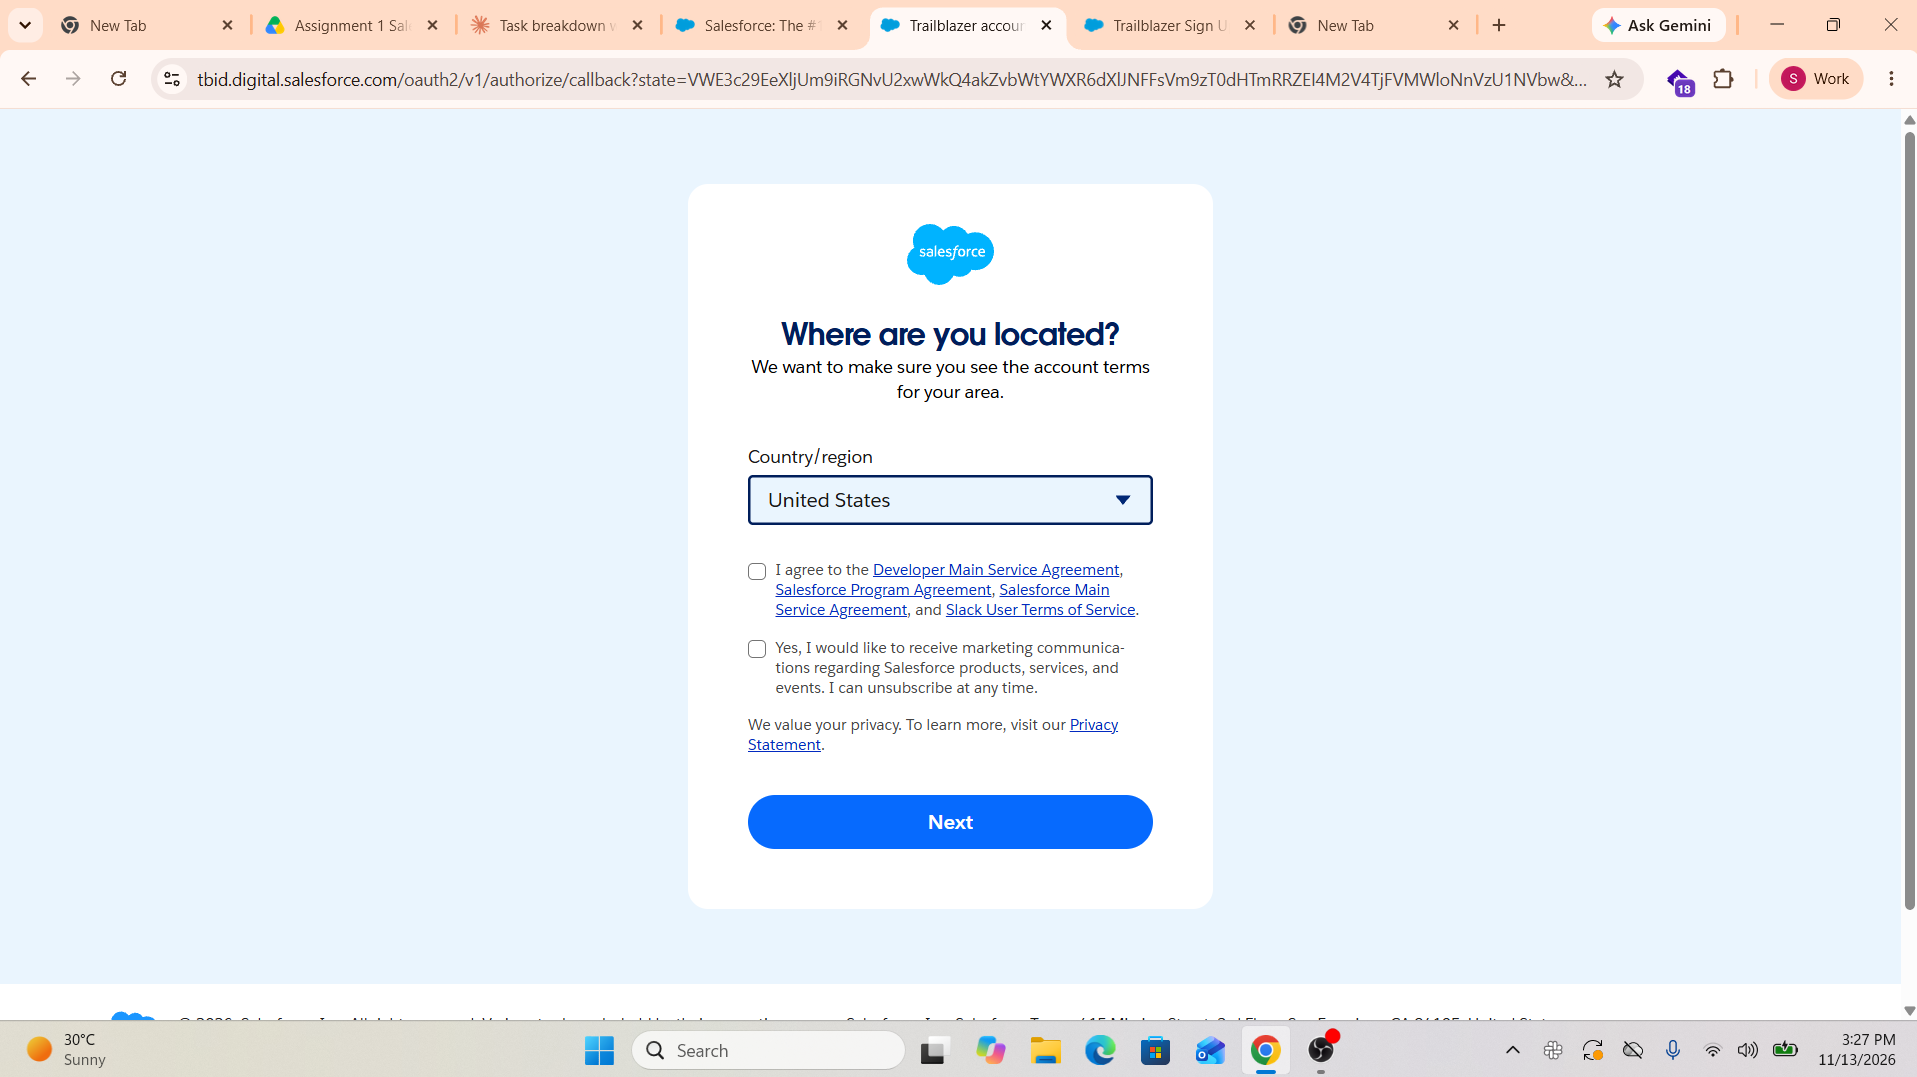 New Tab
Assignment 1 Sal
Task breakdown w
Salesforce: The #1
Trailblazer accour
Trailblazer Sign U
New Tab
Ask Gemini
tbid.digital.salesforce.com/oauth2/v1/authorize/callback?state=VWE3c29EeXljUm9iRGNvU2xwWkQ4akZvbWtYWXR6dXlJNFFsVm9zT0dHTmRRZEI4M2V4TjFVMWloNnVzU1NVbw&...
18
S
Work
salesforce
Where are you located?
We want to make sure you see the account terms
for your area.
Country/region
United States
I agree to the Developer Main Service Agreement,
Salesforce Program Agreement, Salesforce Main
Service Agreement, and Slack User Terms of Service.
Yes, I would like to receive marketing communica-
tions regarding Salesforce products, services, and
events. I can unsubscribe at any time.
We value your privacy. To learn more, visit our Privacy
Statement.
Next
30°C
Sunny
Search
3:27 PM
11/13/2026